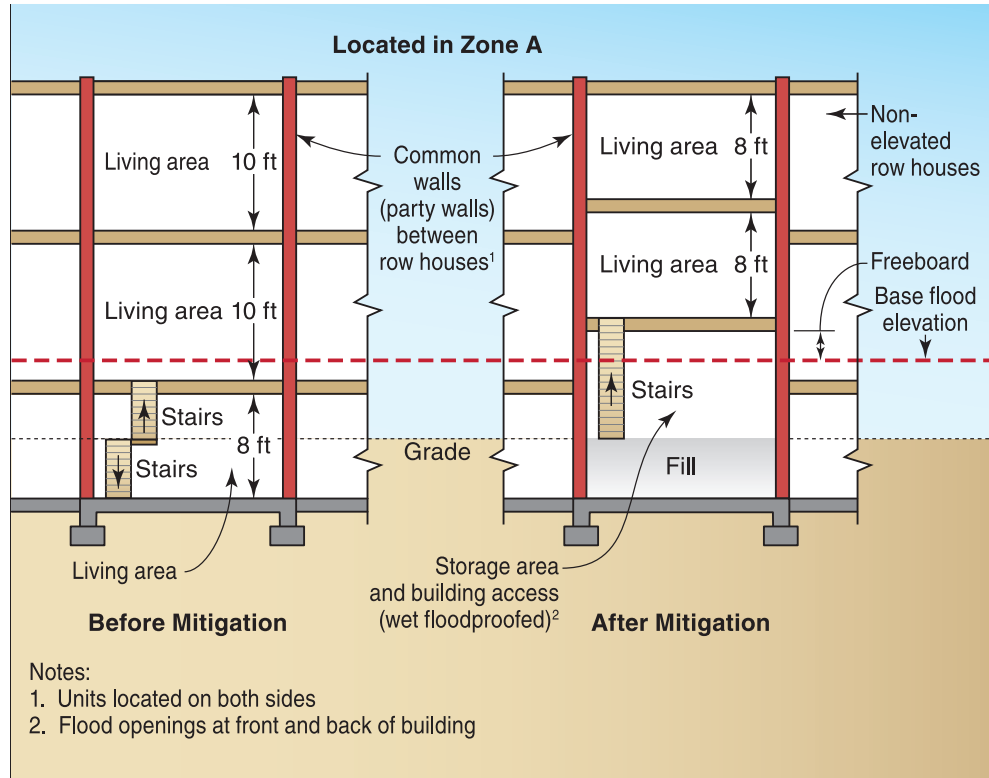 Located in Zone A
Living area 10 ft
Living area 10 ft
Stairs
Stairs
8 ft
Living area
Before Mitigation
Common
walls
(party walls)
between
row houses1
Grade
Living area 8 ft
Living area 8 ft
Stairs
Fill
Non-
elevated
row houses
Freeboard
Base flood
elevation
Storage area
and building access
(wet floodproofed)2
After Mitigation
Notes:
1. Units located on both sides
2. Flood openings at front and back of building